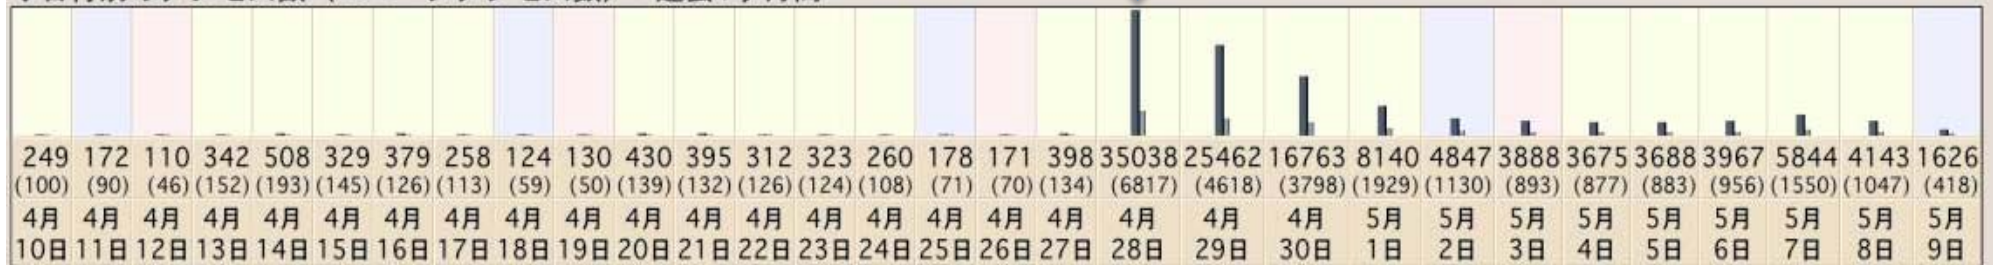 249 172 110 342 508 329 379 258 124 130 430 395 312 323 260 178 171 398 35038 25462 16763 8140 4847 3888 3675 3688 3967 5844 4143 1626
(100) (90) (46) (152) (193) (145) (126) (113) (59) (50) (139) (132) (126) (124) (108) (71) (70) (134) (6817) (4618) (3798) (1929) (1130) (893) (877) (883) (956) (1550) (1047) (418)
4月 4月 4月 4月 4月 4月 4月 4月 4月 4月 4月 4月 4月 4月 4月 4月 4月 4月 4月 4月 4月 5月 5月 5月 5月 5月 5月 5月 5月 5月
10日 11日 12日 13日 14日 15日 16日 17日 18日 19日 20日 21日 22日 23日 24日 25日 26日 27日 28日 29日 30日 1日 2日 3日 4日 5日 6日 7日 8日 9日